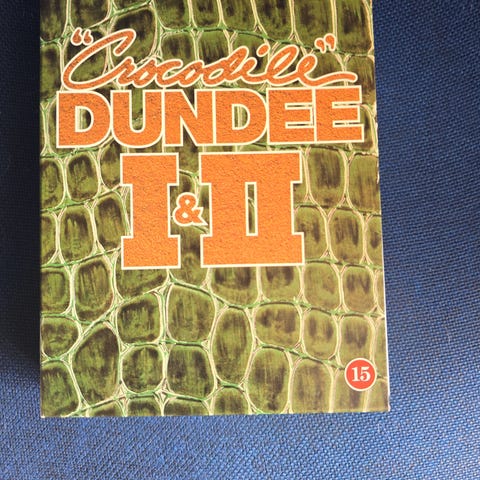 “Crocodile”
DUNDEE
I & II
15